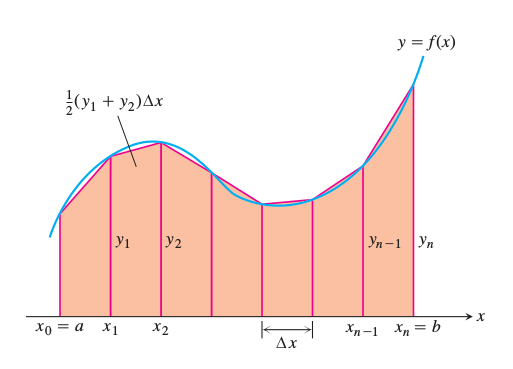 y = f(x)
½(y₁ + y₂)Δx
y₁ y₂ yₙ₋₁ yₙ
x
x₀ = a x₁ x₂ xₙ₋₁ xₙ = b
Δx